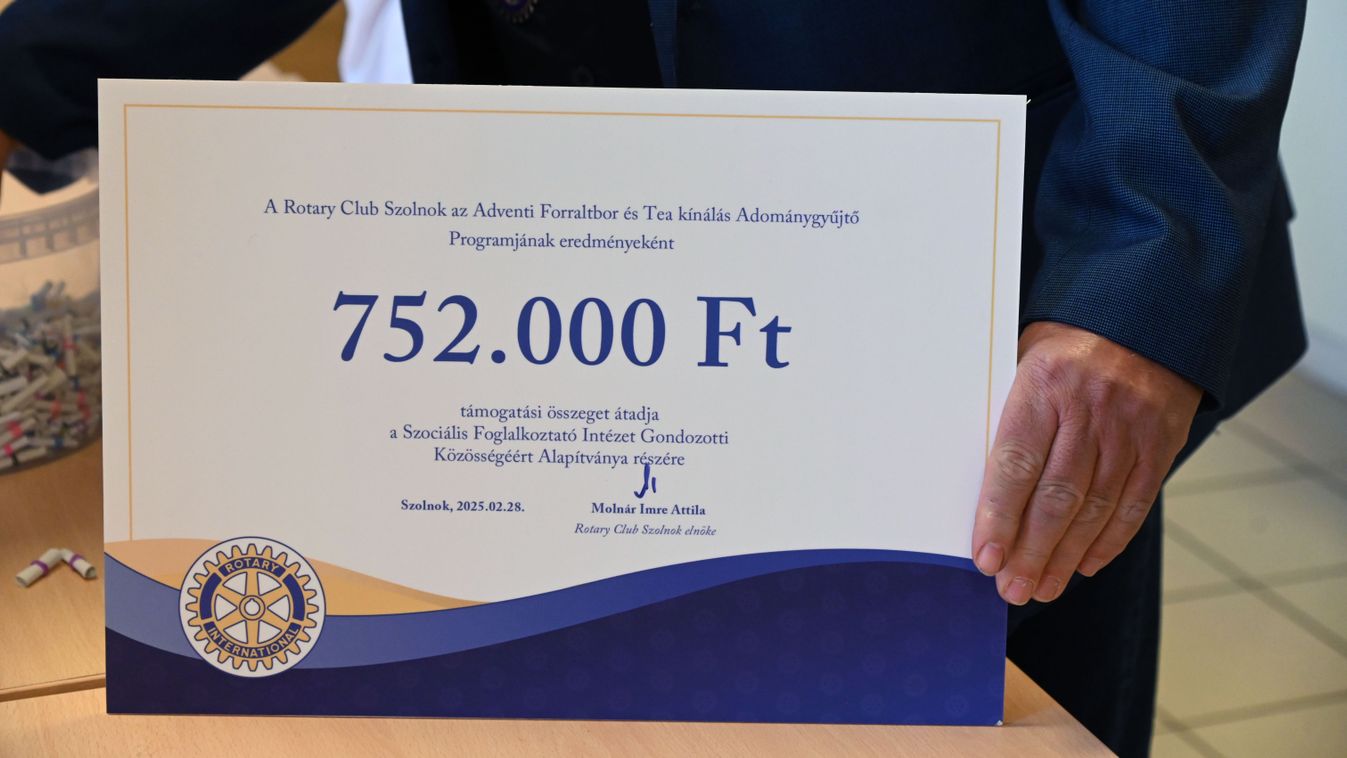 A Rotary Club Szolnok az Adventi Forraltbor és Tea kínálás Adománygyűjtő
Programjának eredményeként
752.000 Ft
támogatási összeget átadja
a Szociális Foglalkoztató Intézet Gondozotti
Közösségéért Alapítványa részére
Szolnok, 2025.02.28.
Molnár Imre Attila
Rotary Club Szolnok elnöke
ROTARY
INTERNATIONAL